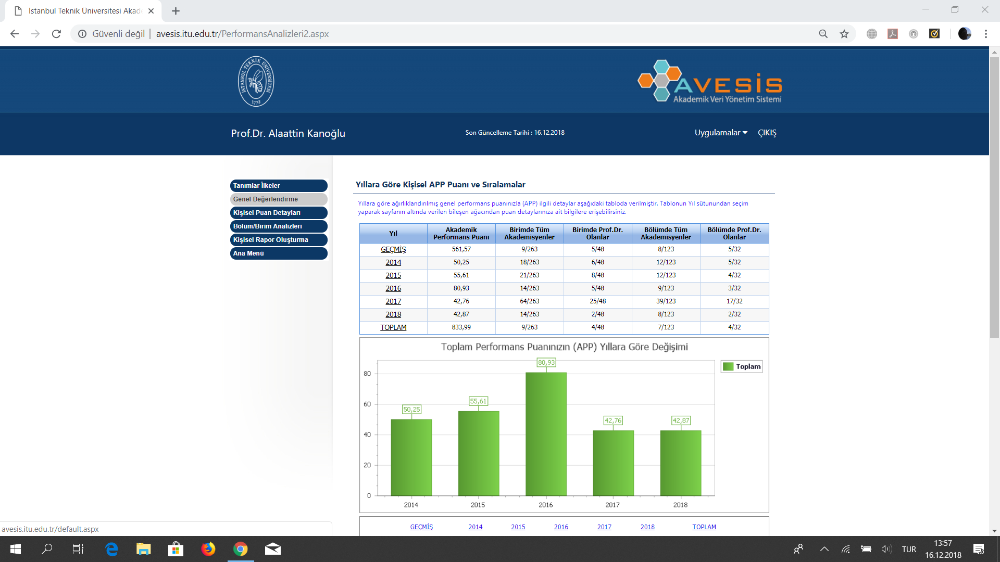 İstanbul Teknik Üniversitesi Akad
Güvenli değil | avesis.itu.edu.tr/PerformansAnalizleri2.aspx
İSTANBUL TEKNİK ÜNİVERSİTESİ
1773
AVESİS
Akademik Veri Yönetim Sistemi
Prof.Dr. Alaattin Kanoğlu
Son Güncelleme Tarihi : 16.12.2018
Uygulamalar ÇIKIŞ
Tanımlar İlkeler
Genel Değerlendirme
Kişisel Puan Detayları
Bölüm/Birim Analizleri
Kişisel Rapor Oluşturma
Ana Menü
Yıllara Göre Kişisel APP Puanı ve Sıralamalar
Yıllara göre ağırlıklandırılmış genel performans puanınızla (APP) ilgili detaylar aşağıdaki tabloda verilmiştir. Tablonun Yıl sütunundan seçim
yaparak sayfanın altında verilen bileşen ağacından puan detaylarınıza ait bilgilere erişebilirsiniz.
Yıl Akademik Performans Puanı Birimde Tüm Akademisyenler Birimde Prof.Dr. Olanlar Bölümde Tüm Akademisyenler Bölümde Prof.Dr. Olanlar
GEÇMİŞ 561,57 9/263 5/48 8/123 5/32
2014 50,25 18/263 6/48 12/123 5/32
2015 55,61 21/263 8/48 12/123 4/32
2016 80,93 14/263 5/48 9/123 3/32
2017 42,76 64/263 25/48 39/123 17/32
2018 42,87 14/263 2/48 8/123 2/32
TOPLAM 833,99 9/263 4/48 7/123 4/32
Toplam Performans Puanınızın (APP) Yıllara Göre Değişimi
80,93
Toplam
80
55,61
60
50,25
42,76
42,87
40
20
0
2014 2015 2016 2017 2018
GEÇMİŞ 2014 2015 2016 2017 2018 TOPLAM
avesis.itu.edu.tr/default.aspx
TUR
13:57
16.12.2018